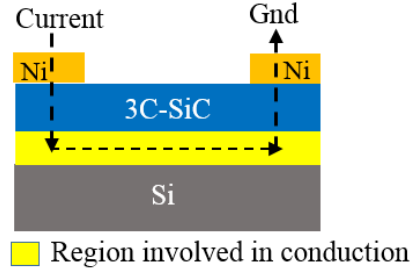 Current Gnd
Ni Ni
3C-SiC
Si
Region involved in conduction